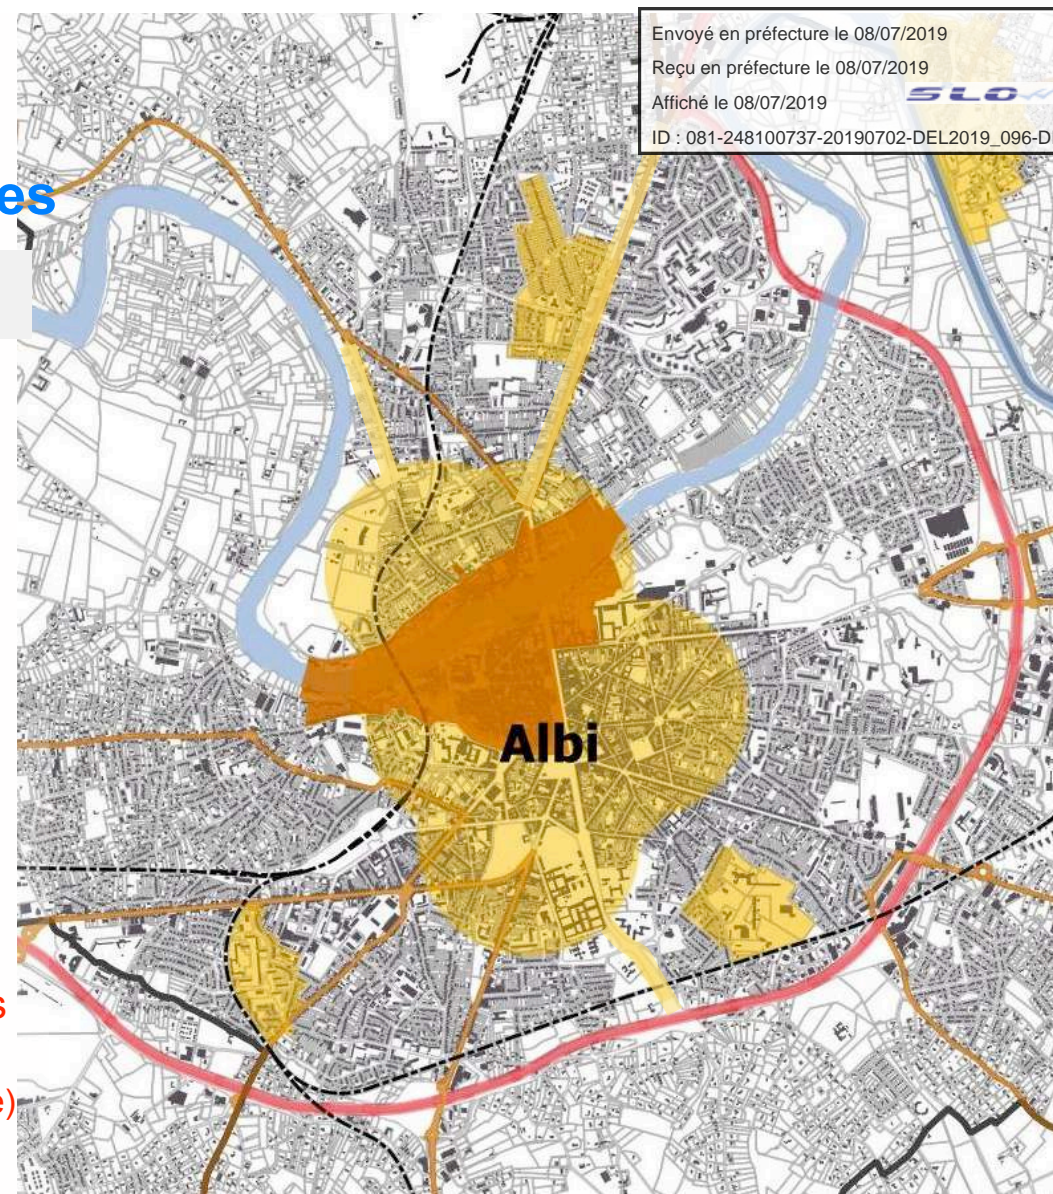 Envoyé en préfecture le 08/07/2019
Reçu en préfecture le 08/07/2019
Affiché le 08/07/2019
SLO
ID : 081-248100737-20190702-DEL2019_096-D
es
Albi
s
e)